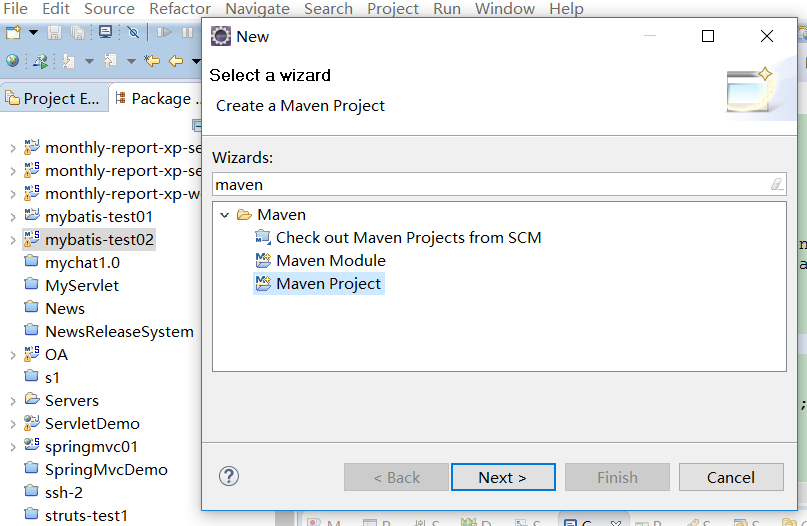 File Edit Source Refactor Navigate Search Project Run Window Help
New
Select a wizard
Create a Maven Project
Project E...
Package ..
Wizards:
maven
Maven
Check out Maven Projects from SCM
Maven Module
Maven Project
monthly-report-xp-se
monthly-report-xp-se
monthly-report-xp-w
mybatis-test01
mybatis-test02
mychat1.0
MyServlet
News
NewsReleaseSystem
OA
s1
Servers
ServletDemo
springmvc01
SpringMvcDemo
ssh-2
struts-test1
< Back
Next >
Finish
Cancel